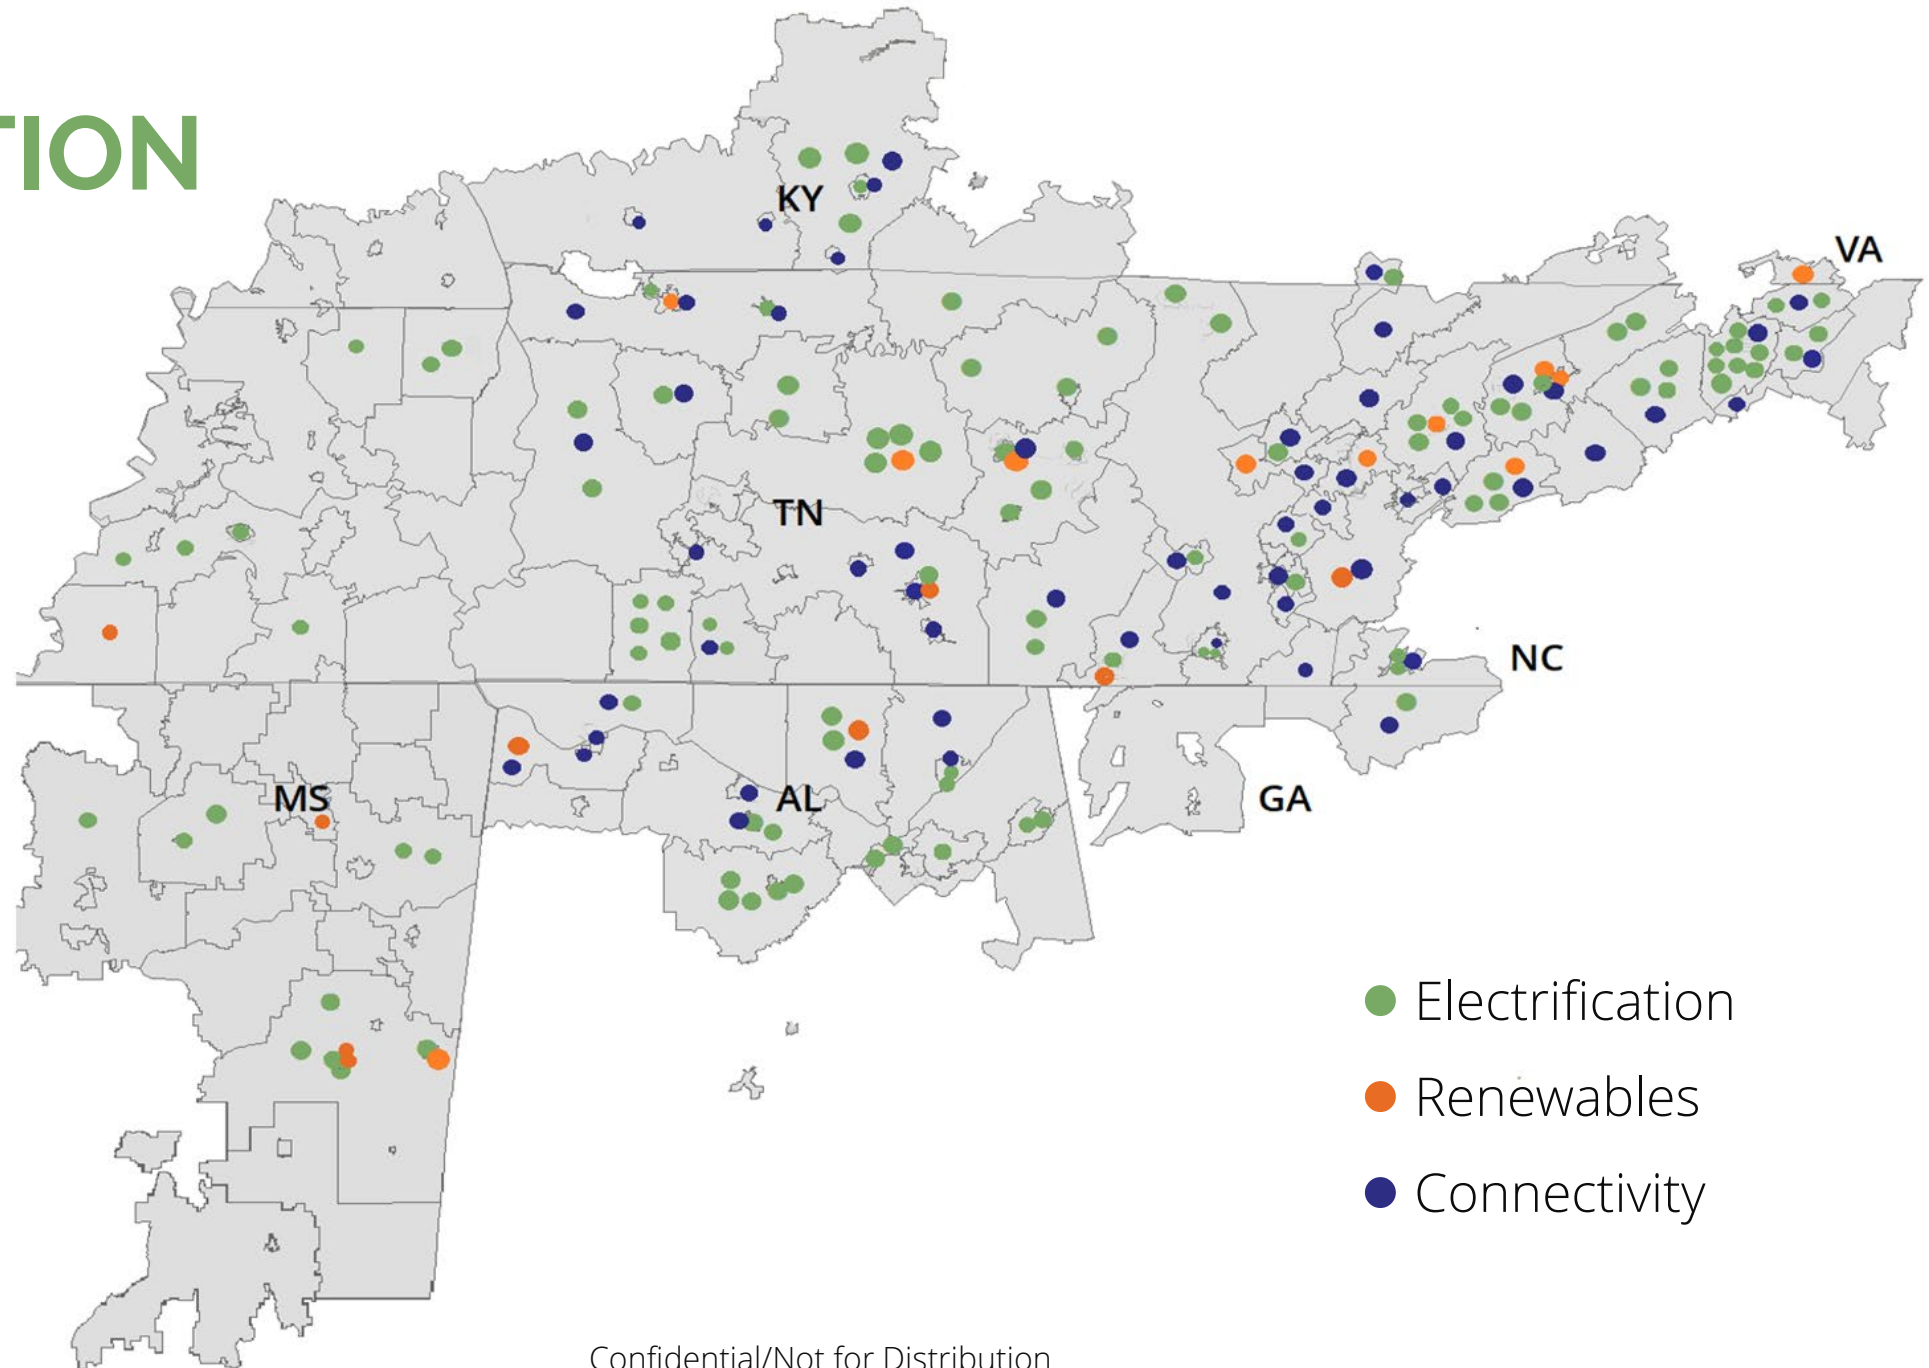 TION
KY
VA
TN
NC
MS
AL
GA
Electrification
Renewables
Connectivity
Confidential/Not for Distribution